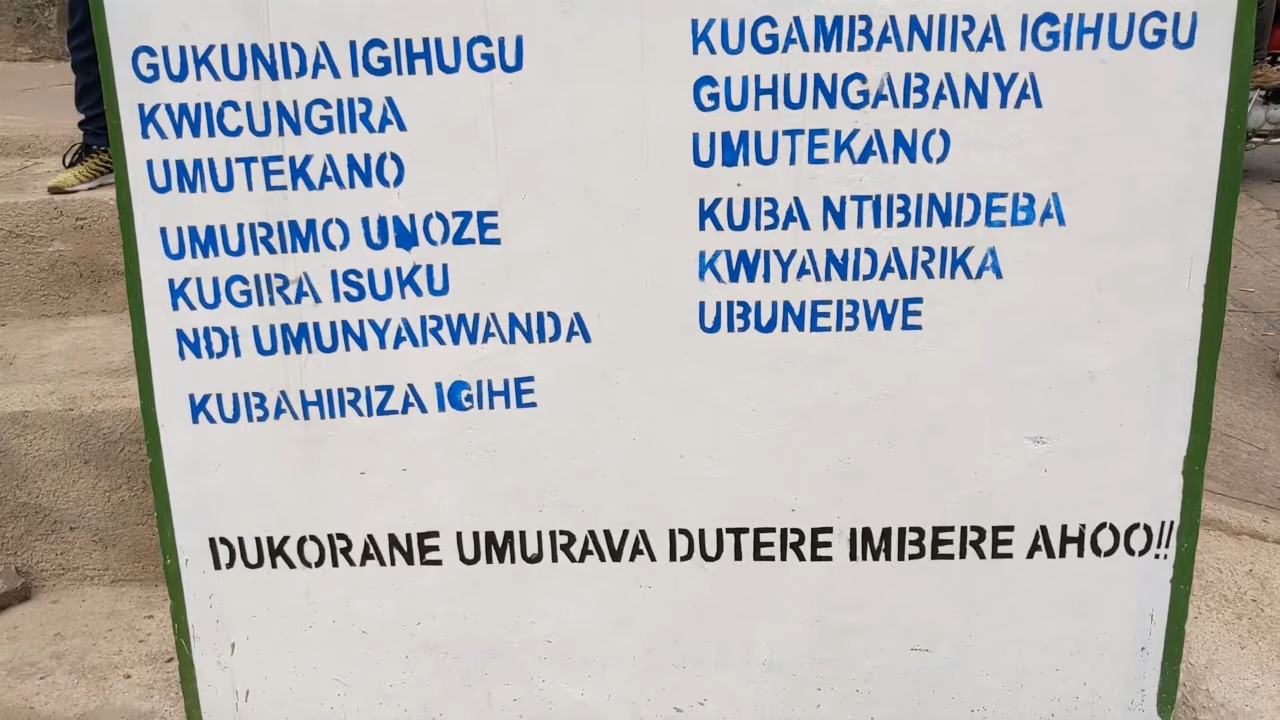 GUKUNDA IGIHUGU
KWICUNGIRA
UMUTEKANO
UMURIMO UNOZE
KUGIRA ISUKU
NDI UMUNYARWANDA
KUBAHIRIZA IGIHE
KUGAMBANIRA IGIHUGU
GUHUNGABANYA
UMUTEKANO
KUBA NTIBINDEBA
KWIYANDARIKA
UBUNEBWE
DUKORANE UMURAVA DUTERE IMBERE AHOO!!